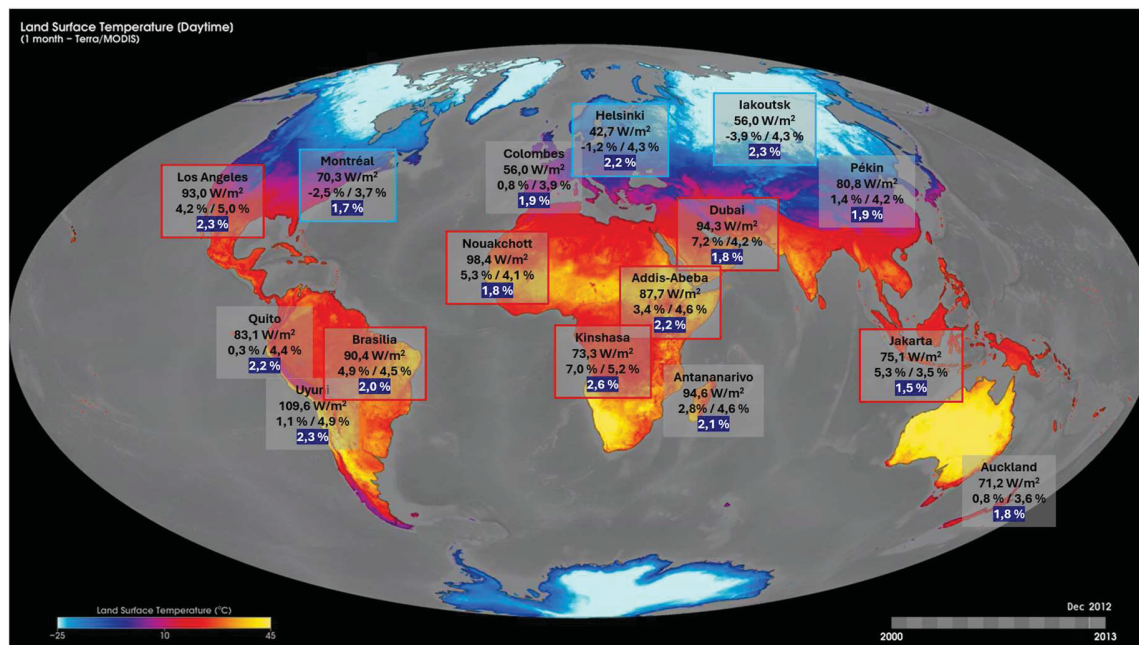 Land Surface Temperature (Daytime)
(1 month – Terra/MODIS)
Iakoutsk
56,0 W/m²
-3,9 % / 4,3 %
2,3 %
Helsinki
42,7 W/m²
-1,2 % / 4,3 %
2,2 %
Colombes
56,0 W/m²
0,8 % / 3,9 %
1,9 %
Montréal
70,3 W/m²
-2,5 % / 3,7 %
1,7 %
Los Angeles
93,0 W/m²
4,2 % / 5,0 %
2,3 %
Pékin
80,8 W/m²
1,4 % / 4,2 %
1,9 %
Dubai
94,3 W/m²
7,2 % /4,2 %
1,8 %
Nouakchott
98,4 W/m²
5,3 % / 4,1 %
1,8 %
Addis-Abeba
87,7 W/m²
3,4 % / 4,6 %
2,2 %
Quito
83,1 W/m²
0,3 % / 4,4 %
2,2 %
Brasilia
90,4 W/m²
4,9 % / 4,5 %
2,0 %
Kinshasa
73,3 W/m²
7,0 % / 5,2 %
2,6 %
Jakarta
75,1 W/m²
5,3 % / 3,5 %
1,5 %
Uyuni
109,6 W/m²
1,1 % / 4,9 %
2,3 %
Antananarivo
94,6 W/m²
2,8% / 4,6 %
2,1 %
Auckland
71,2 W/m²
0,8 % / 3,6 %
1,8 %
Land Surface Temperature (°C)
−25 10 45
Dec 2012
2000 2013